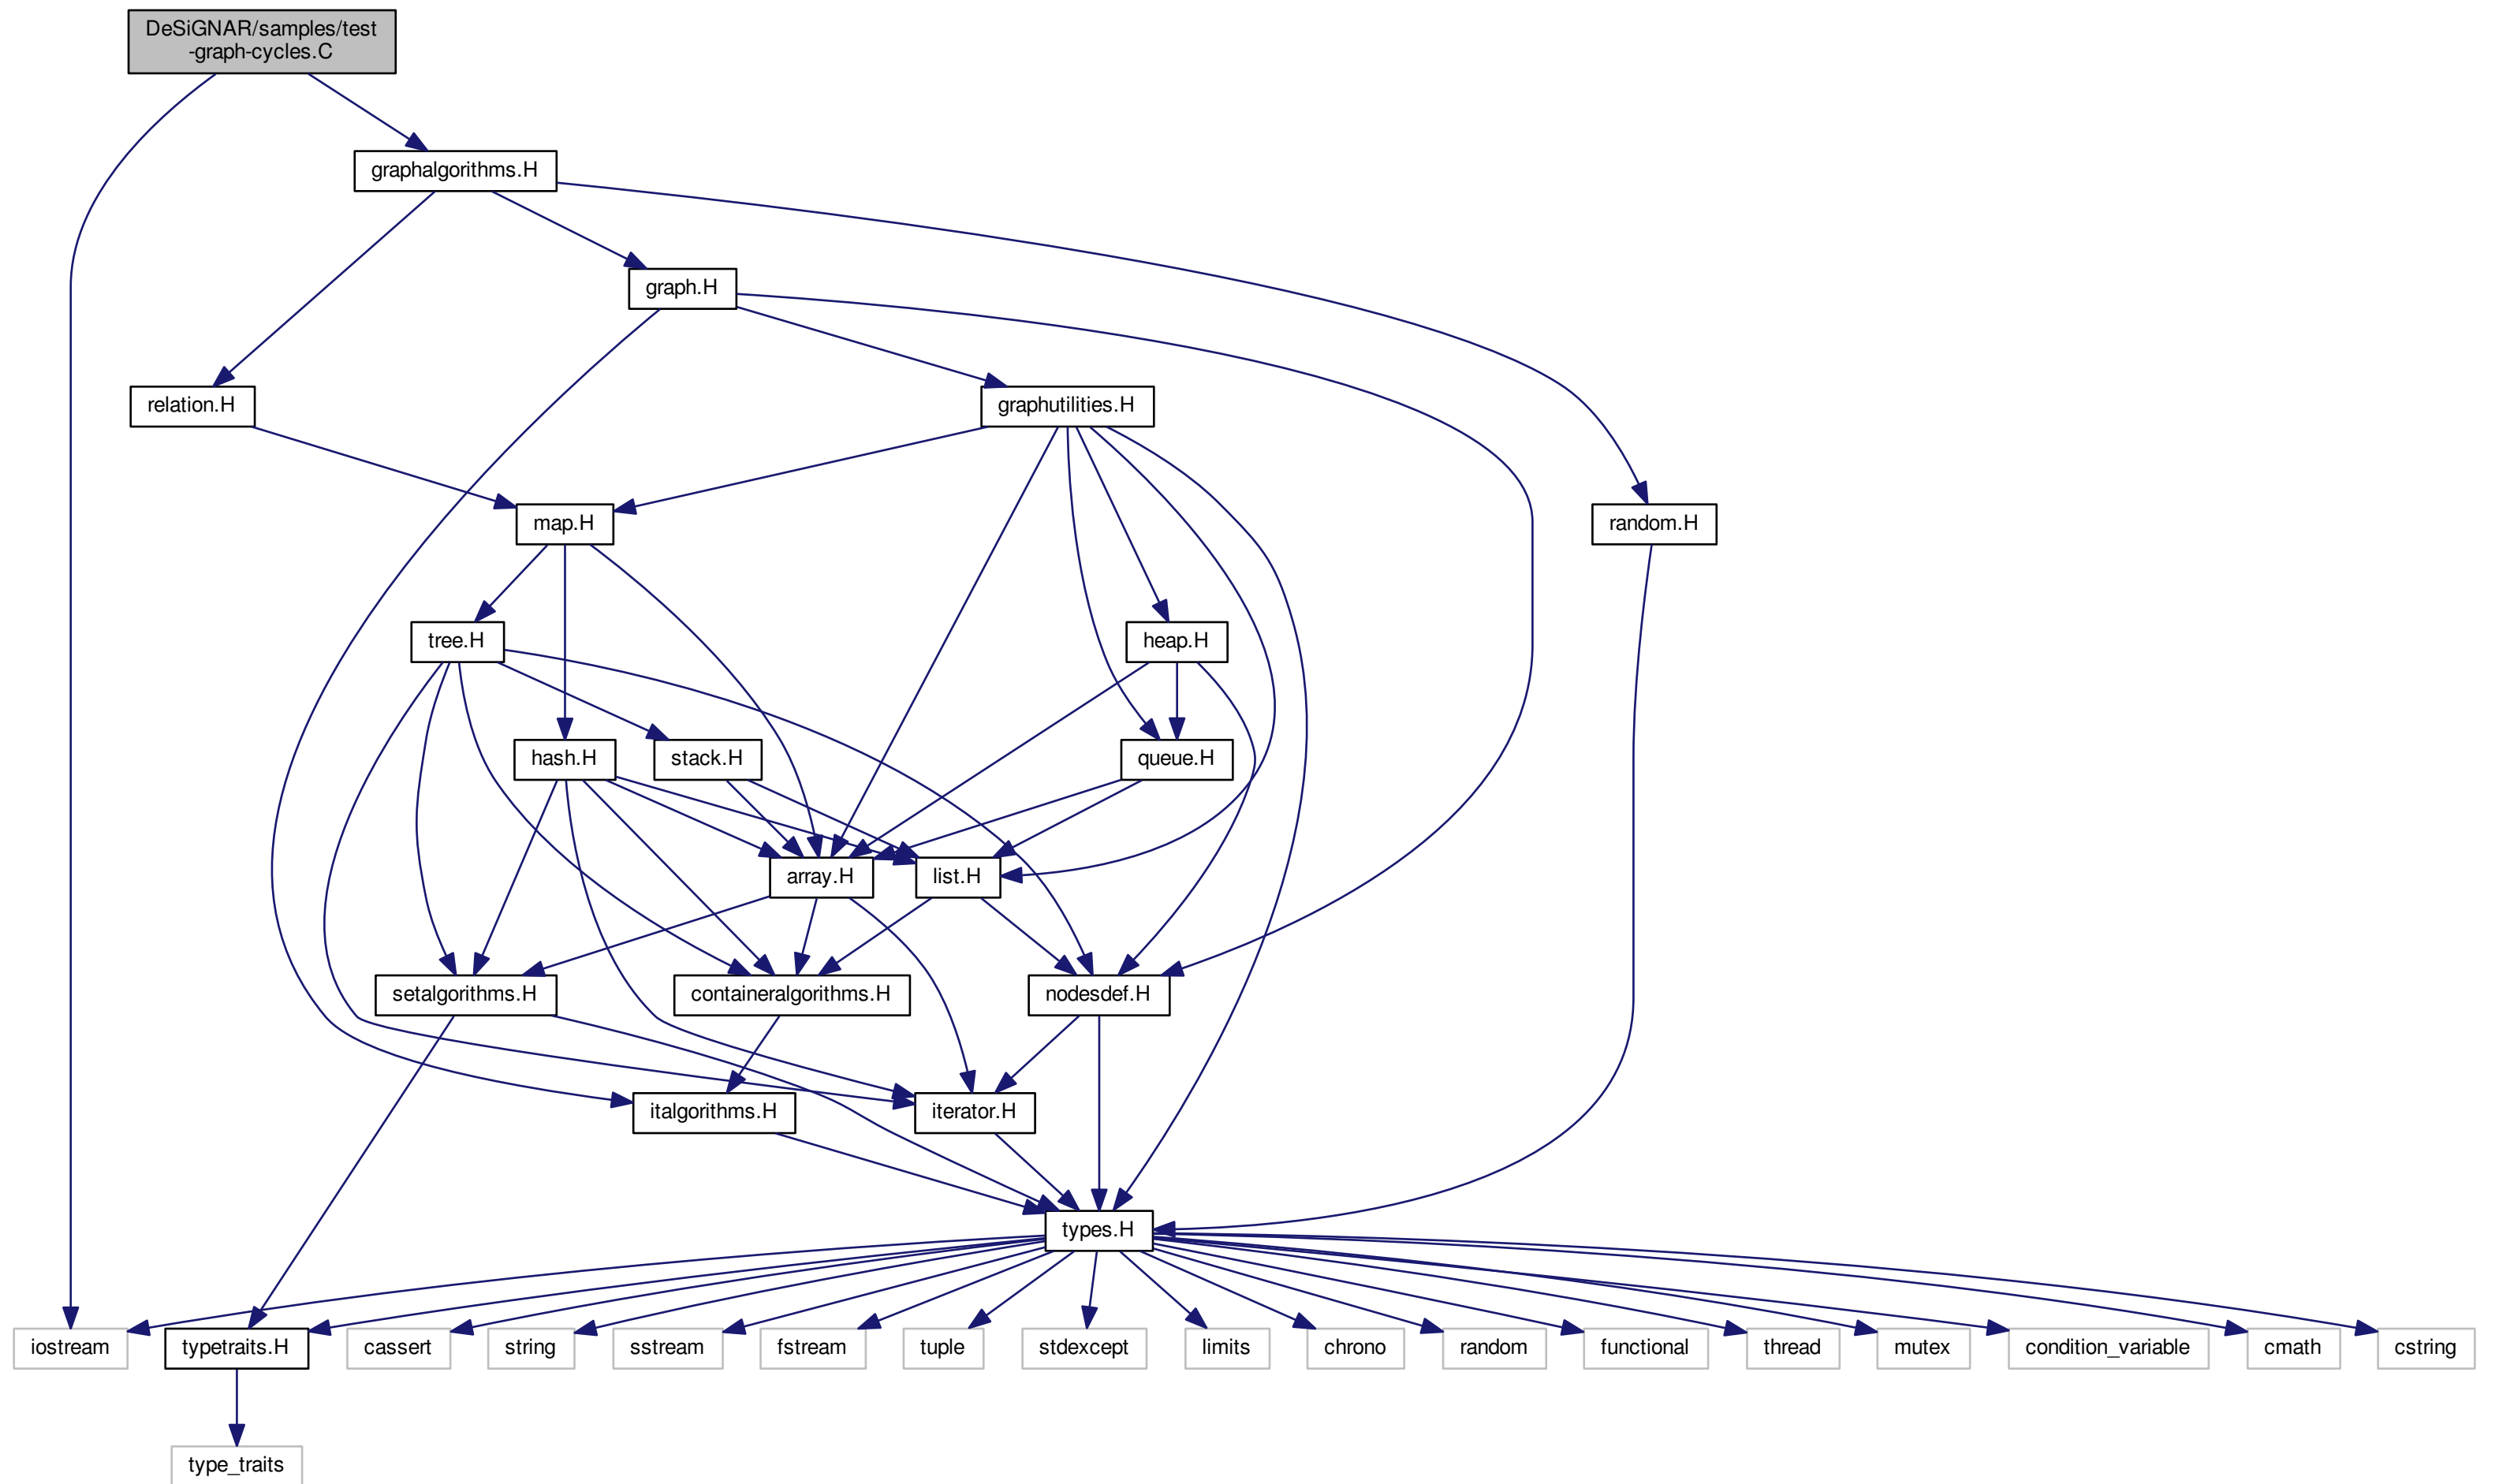 DeSiGNAR/samples/test
-graph-cycles.C
graphalgorithms.H
graph.H
relation.H
graphutilities.H
map.H
random.H
tree.H
heap.H
hash.H
stack.H
queue.H
array.H
list.H
setalgorithms.H
containeralgorithms.H
nodesdef.H
italgorithms.H
iterator.H
types.H
iostream
typetraits.H
cassert
string
sstream
fstream
tuple
stdexcept
limits
chrono
random
functional
thread
mutex
condition_variable
cmath
cstring
type_traits